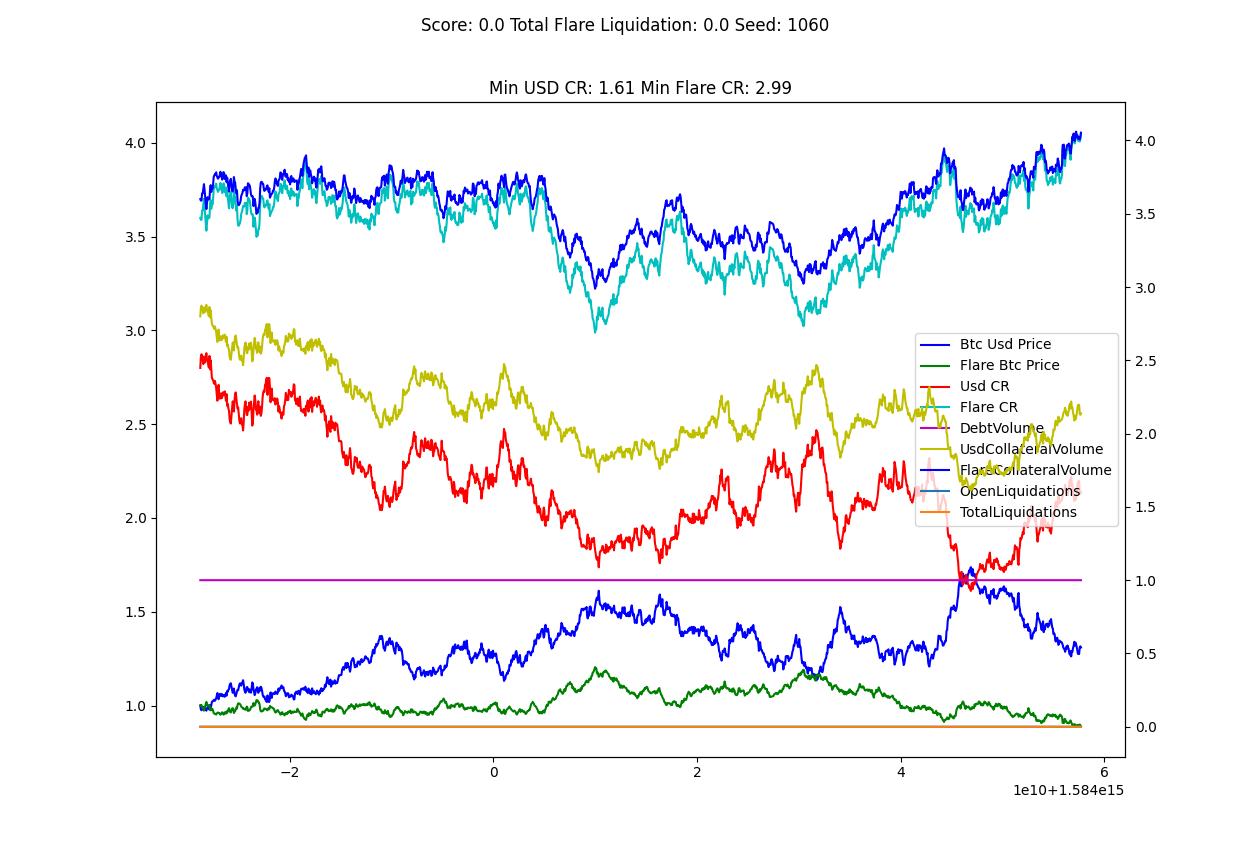 Score: 0.0 Total Flare Liquidation: 0.0 Seed: 1060
Min USD CR: 1.61 Min Flare CR: 2.99
4.0
3.5
3.0
2.5
2.0
1.5
1.0
4.0
3.5
3.0
2.5
2.0
1.5
1.0
0.5
0.0
Btc Usd Price
Flare Btc Price
Usd CR
Flare CR
DebtVolume
UsdCollateralVolume
FlareCollateralVolume
OpenLiquidations
TotalLiquidations
−2 0 2 4 6
1e10+1.584e15